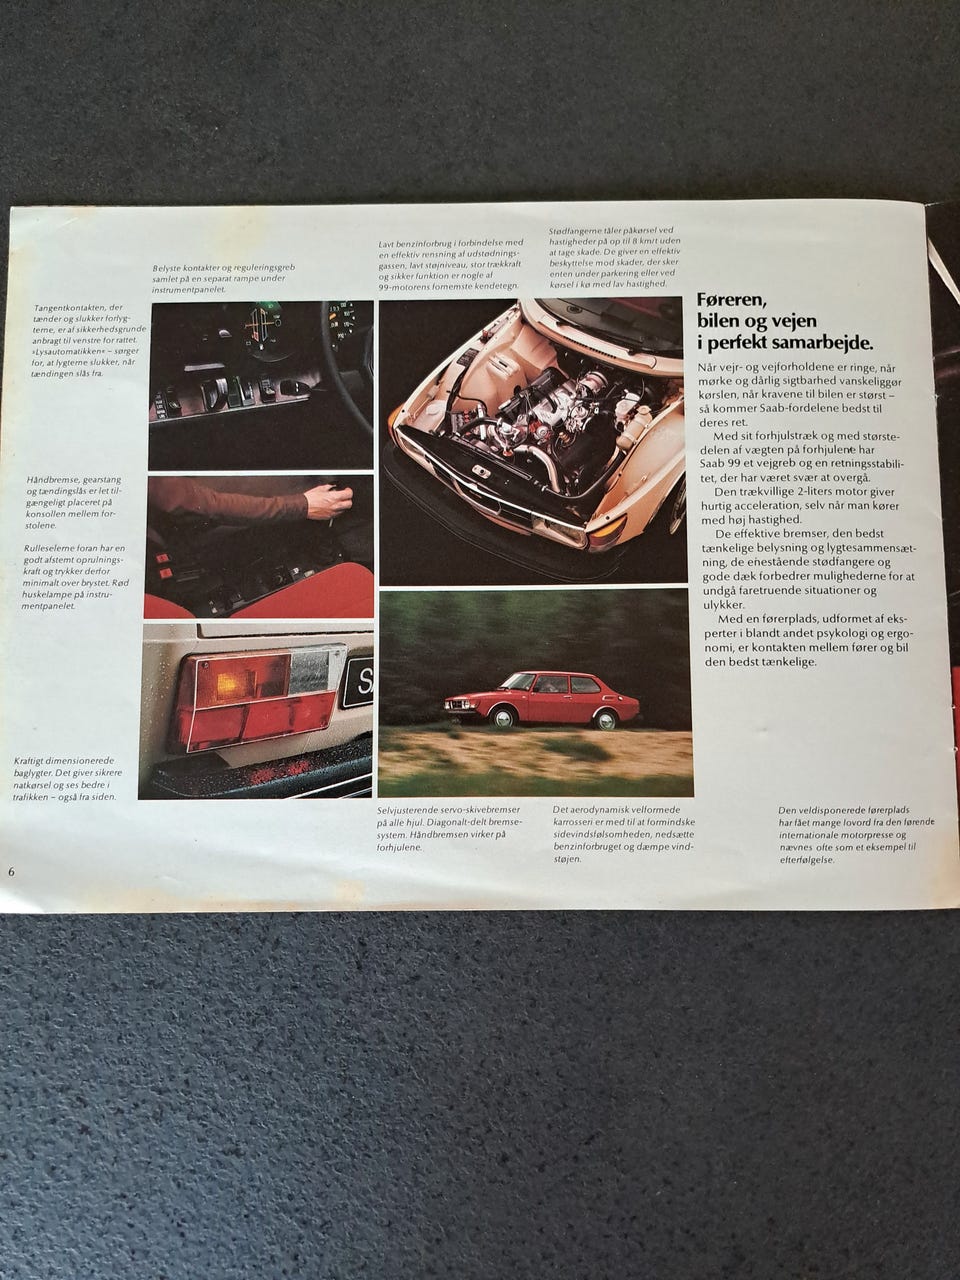 Tangentkontakten, der
tænder og slukker forlyg-
terne, er af sikkerhedsgrunde
anbragt til venstre for rattet.
»Lysautomatikken« – sørger
for, at lygterne slukker, når
tændingen slås fra.
Belyste kontakter og reguleringsgreb
samlet på en separat rampe under
instrumentpanelet.
Lavt benzinforbrug i forbindelse med
en effektiv rensning af udstødnings-
gassen, lavt støjniveau, stor trækkraft
og sikker funktion er nogle af
99-motorens fornemste kendetegn.
Stødfangerne tåler påkørsel ved
hastigheder på op til 8 km/t uden
at tage skade. De giver en effektiv
beskyttelse mod skader, der sker
enten under parkering eller ved
kørsel i kø med lav hastighed.
Håndbremse, gearstang
og tændingslås er let til-
gængeligt placeret på
konsollen mellem for-
stolene.
Rulleselerne foran har en
godt afstemt oprulnings-
kraft og trykker derfor
minimalt over brystet. Rød
huskelampe på instru-
mentpanelet.
Kraftigt dimensionerede
baglygter. Det giver sikrere
natkørsel og ses bedre i
trafikken – også fra siden.
SA
Selvjusterende servo-skivebremser
på alle hjul. Diagonalt-delt bremse-
system. Håndbremsen virker på
forhjulene.
Det aerodynamisk velformede
karrosseri er med til at formindske
sidevindsfølsomheden, nedsætte
benzinforbruget og dæmpe vind-
støjen.
Føreren,
bilen og vejen
i perfekt samarbejde.
Når vejr- og vejforholdene er ringe, når
mørke og dårlig sigtbarhed vanskeliggør
kørslen, når kravene til bilen er størst –
så kommer Saab-fordelene bedst til
deres ret.
Med sit forhjulstræk og med største-
delen af vægten på forhjulene har
Saab 99 et vejgreb og en retningsstabili-
tet, der har været svær at overgå.
Den trækvillige 2-liters motor giver
hurtig acceleration, selv når man kører
med høj hastighed.
De effektive bremser, den bedst
tænkelige belysning og lygtesammensæt-
ning, de enestående stødfangere og
gode dæk forbedrer mulighederne for at
undgå faretruende situationer og
ulykker.
Med en førerplads, udformet af eks-
perter i blandt andet psykologi og ergo-
nomi, er kontakten mellem fører og bil
den bedst tænkelige.
Den veldisponerede førerplads
har fået mange lovord fra den førende
internationale motorpresse og
nævnes ofte som et eksempel til
efterfølgelse.
6